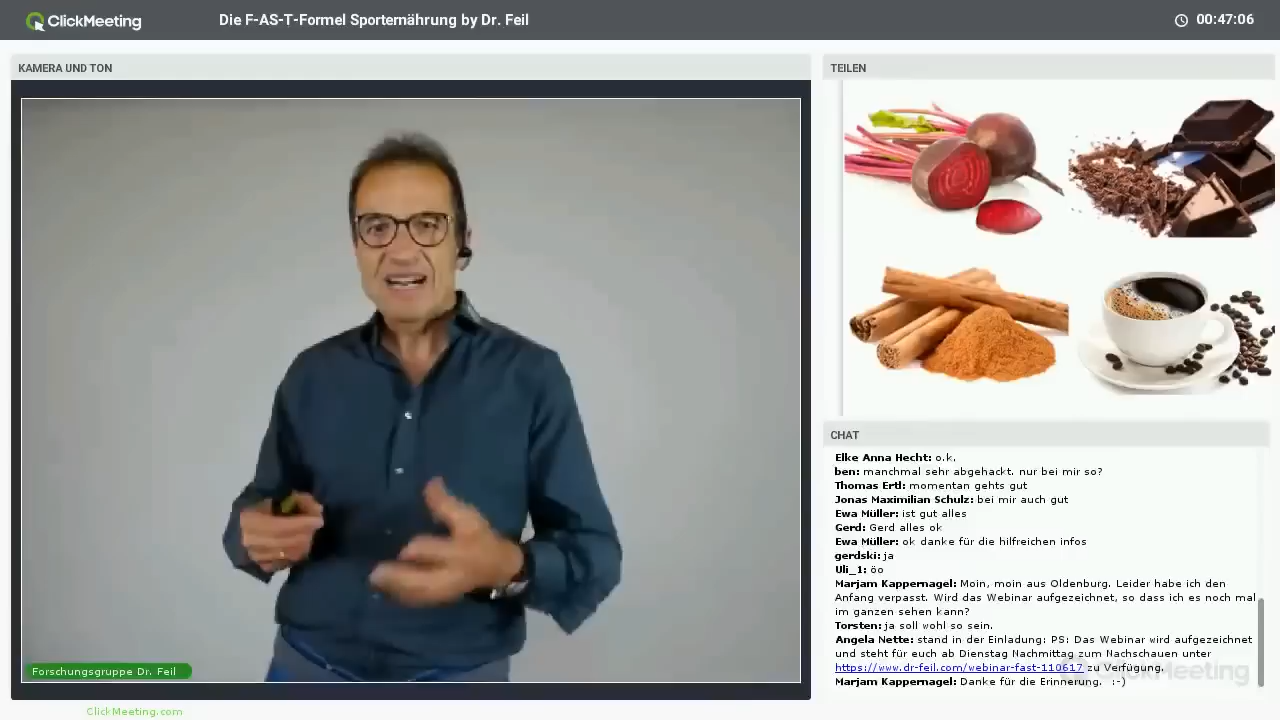 ClickMeeting
Die F-AS-T-Formel Sporternährung by Dr. Feil
00:47:06
KAMERA UND TON
Forschungsgruppe Dr. Feil
ClickMeeting.com
TEILEN
CHAT
Elke Anna Hecht: o.k.
ben: manchmal sehr abgehackt. nur bei mir so?
Thomas Ertl: momentan gehts gut
Jonas Maximilian Schulz: bei mir auch gut
Ewa Müller: ist gut alles
Gerd: Gerd alles ok
Ewa Müller: ok danke für die hilfreichen infos
gerdski: ja
Uli_1: öo
Marjam Kappernagel: Moin, moin aus Oldenburg. Leider habe ich den
Anfang verpasst. Wird das Webinar aufgezeichnet, so dass ich es noch mal
im ganzen sehen kann?
Torsten: ja soll wohl so sein.
Angela Nette: stand in der Einladung: PS: Das Webinar wird aufgezeichnet
und steht für euch ab Dienstag Nachmittag zum Nachschauen unter
https://www.dr-feil.com/webinar-fast-110617 zu Verfügung.
Marjam Kappernagel: Danke für die Erinnerung. :-)
ClickMeeting